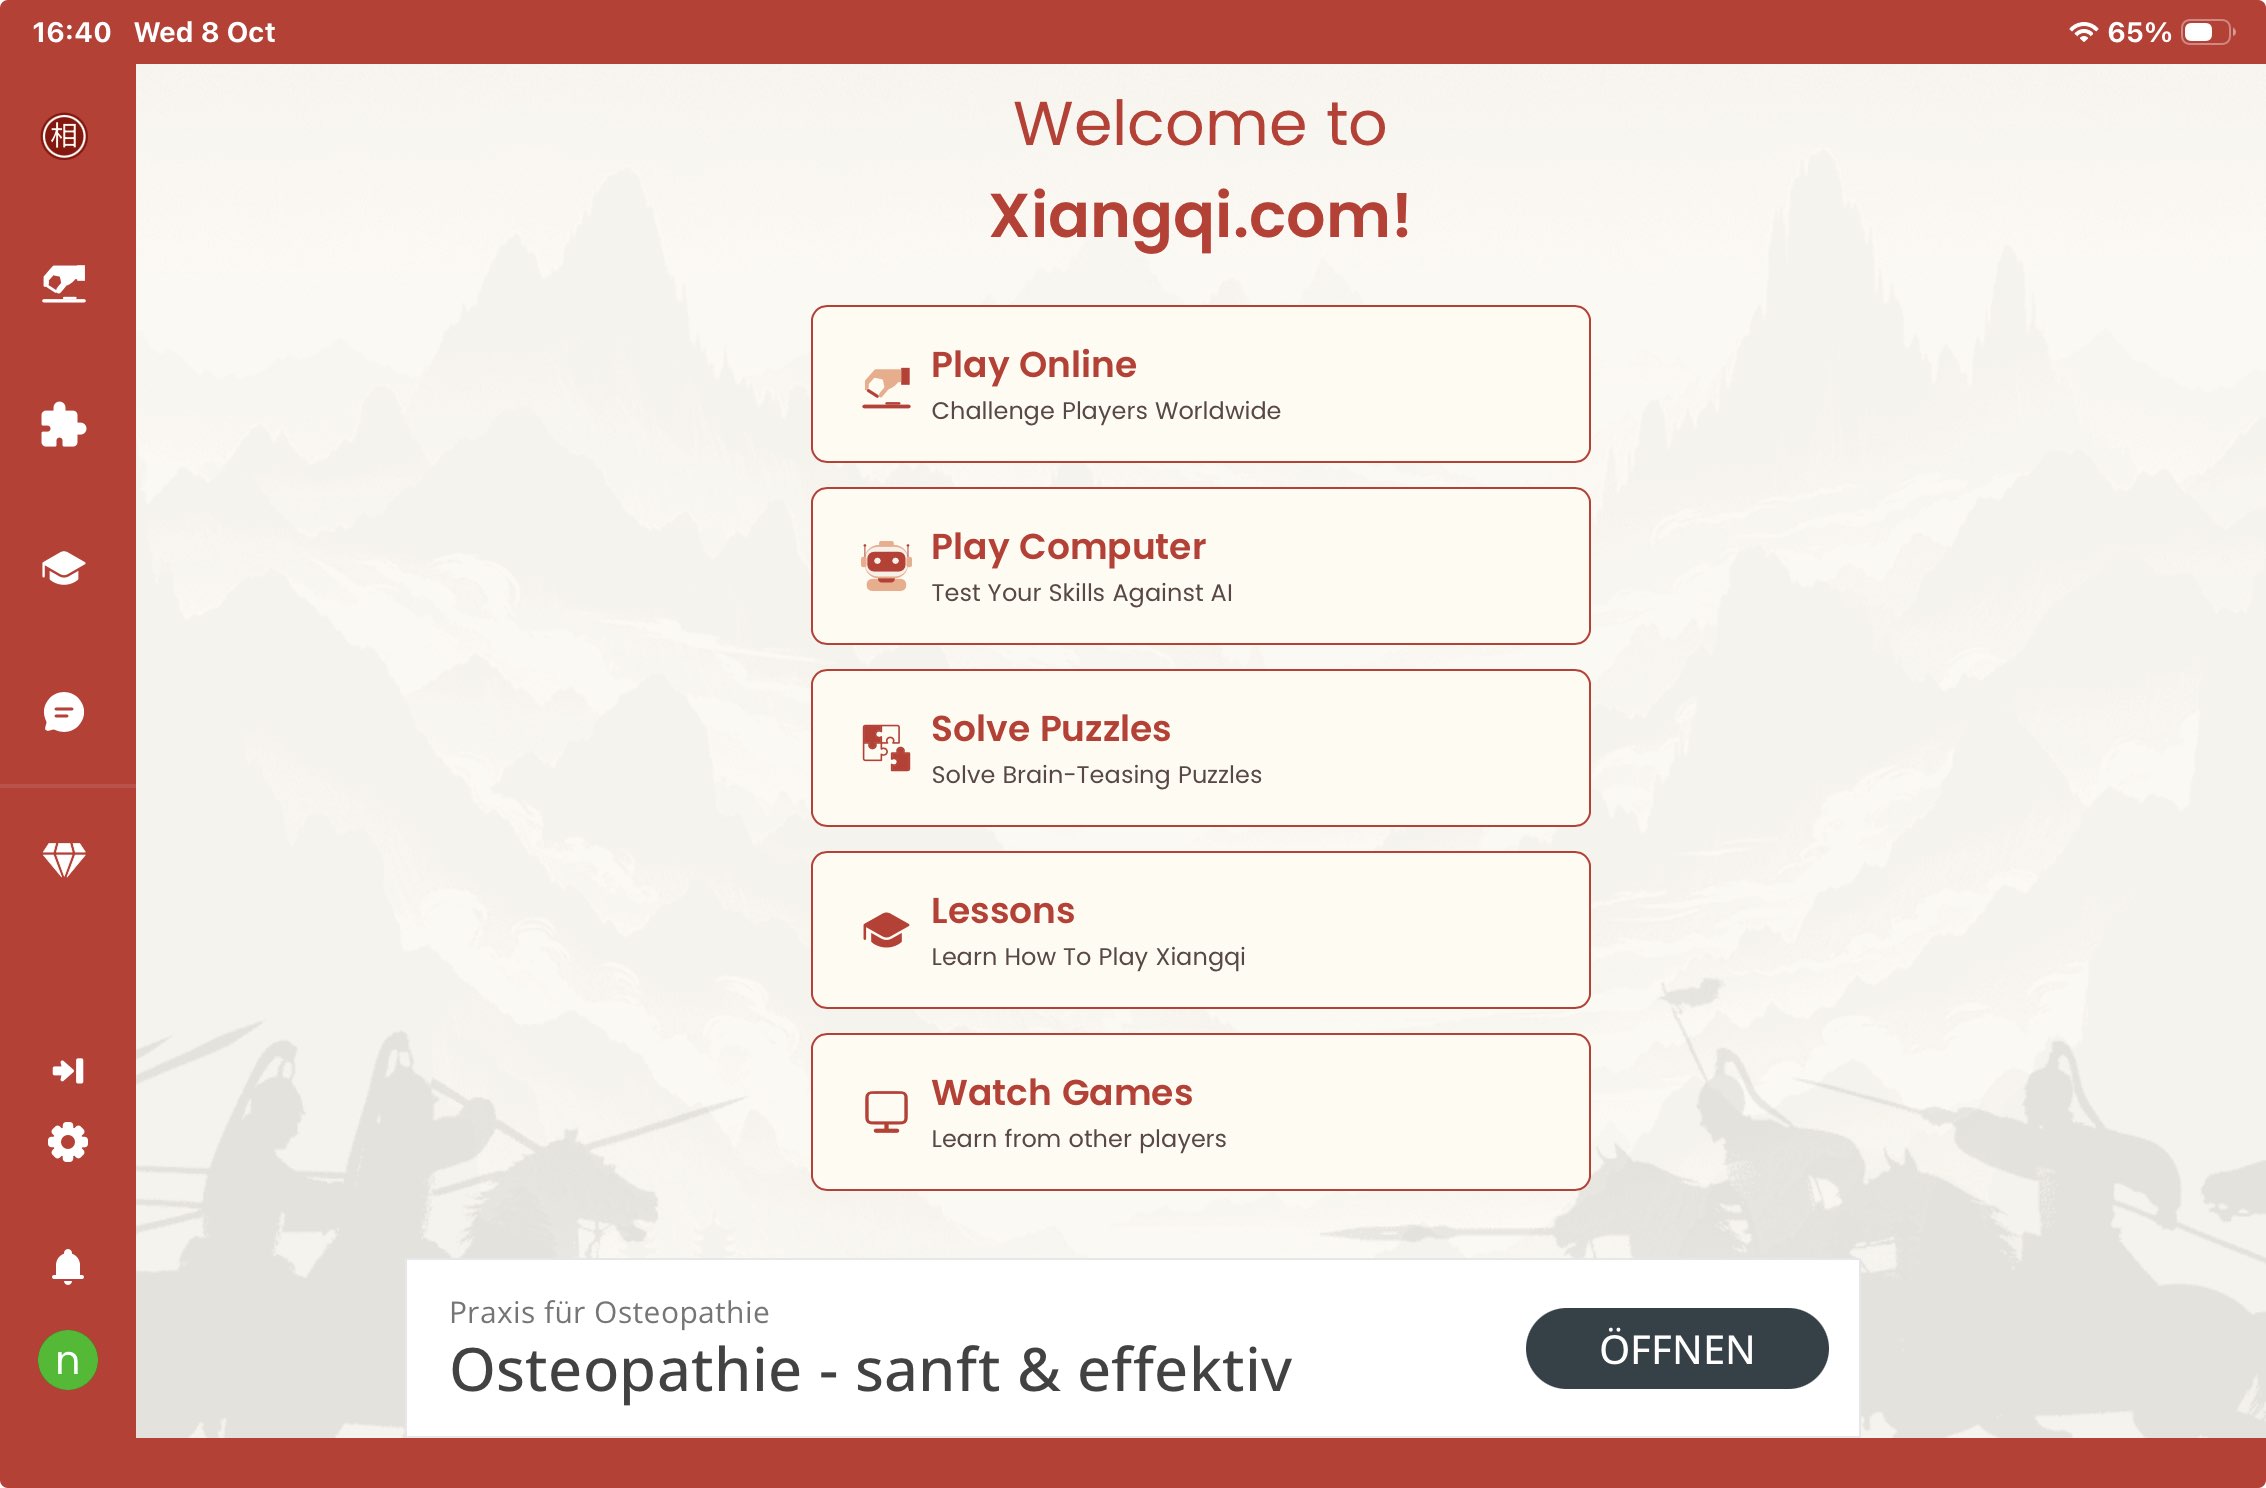 16:40 Wed 8 Oct
65%
相
Welcome to
Xiangqi.com!
Play Online
Challenge Players Worldwide
Play Computer
Test Your Skills Against AI
Solve Puzzles
Solve Brain-Teasing Puzzles
Lessons
Learn How To Play Xiangqi
Watch Games
Learn from other players
n
Praxis für Osteopathie
Osteopathie - sanft & effektiv
ÖFFNEN